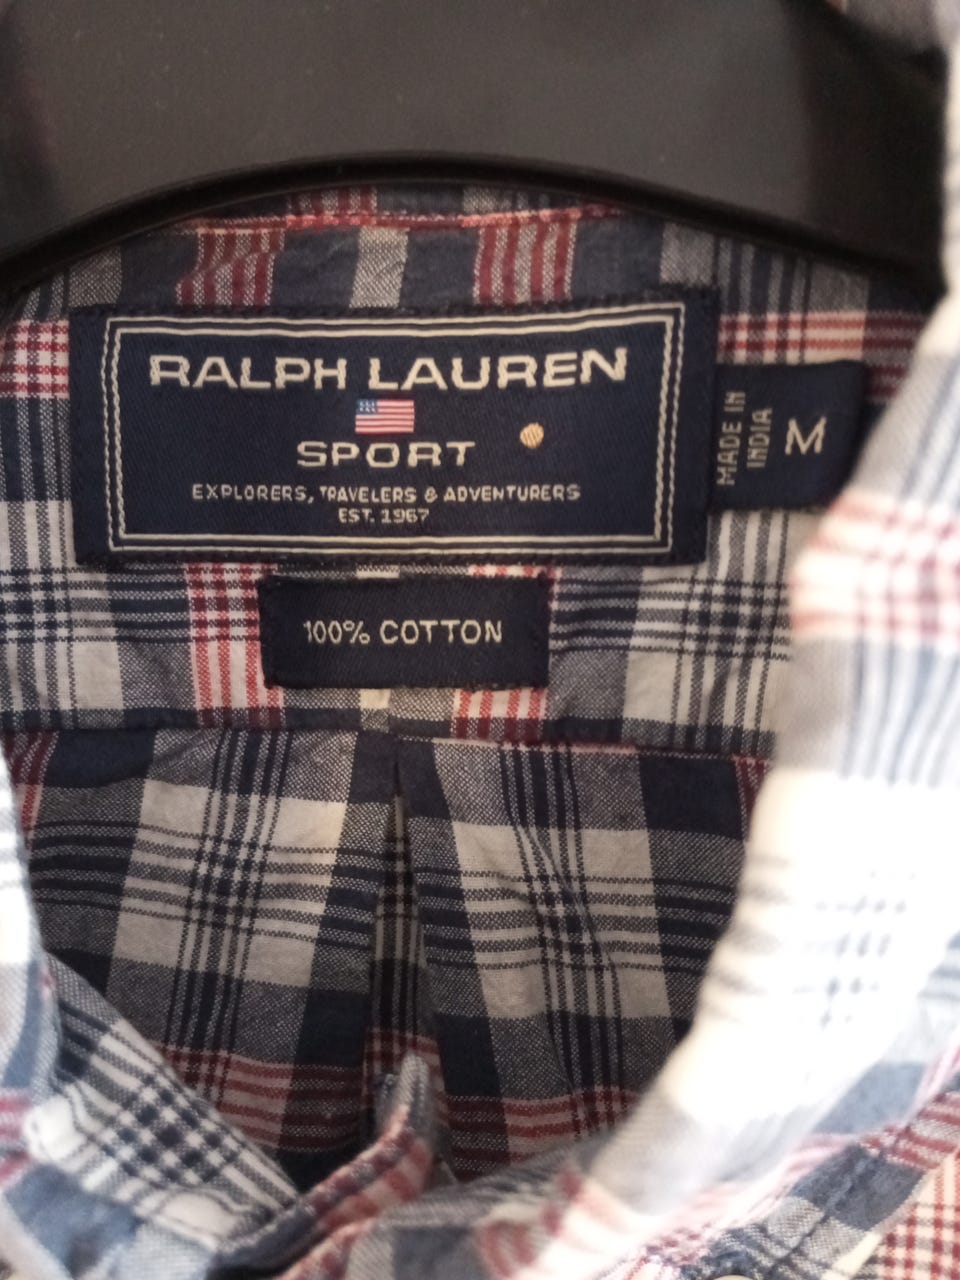 RALPH LAUREN
SPORT
EXPLORERS, TRAVELERS & ADVENTURERS
EST. 1967
MADE IN
INDIA
M
100% COTTON